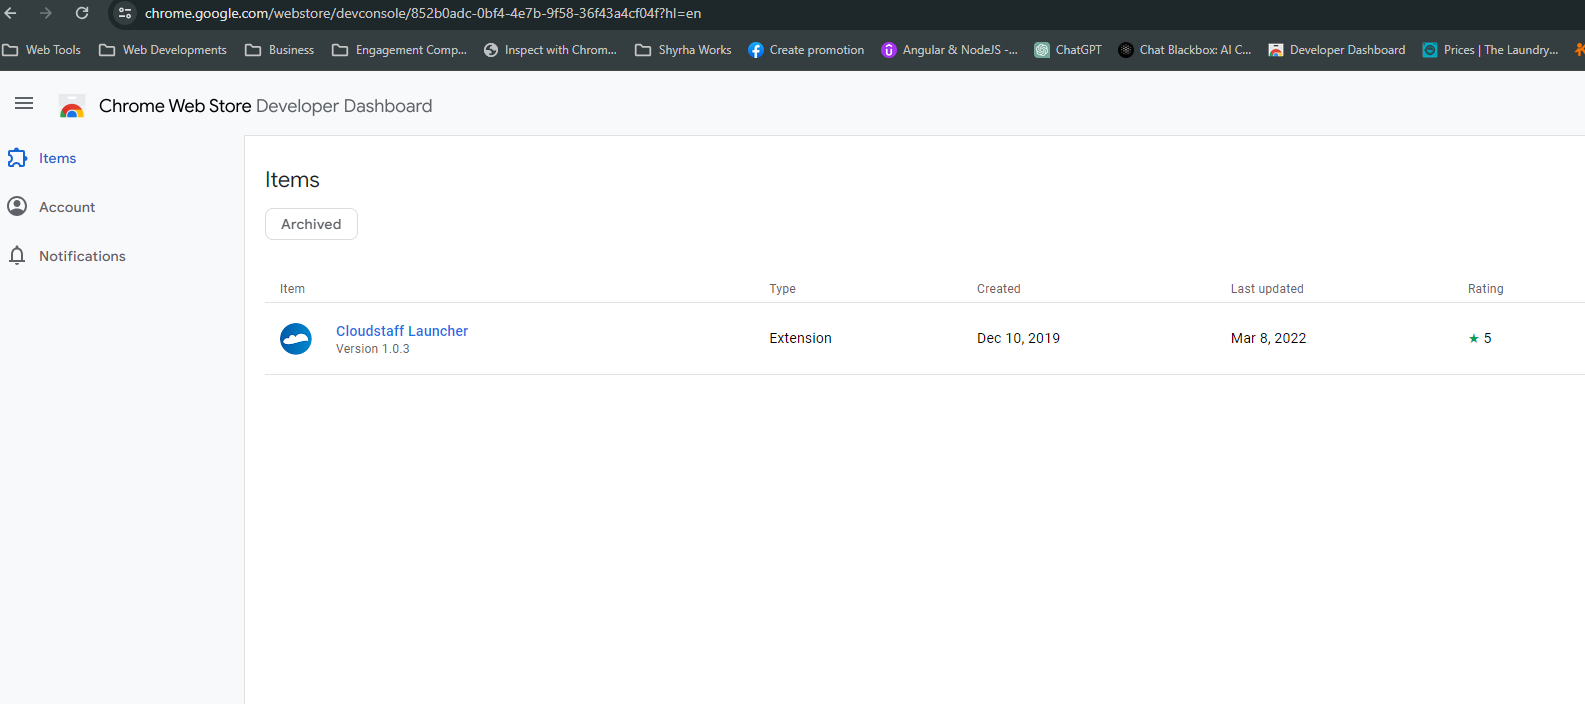 chrome.google.com/webstore/devconsole/852b0adc-0bf4-4e7b-9f58-36f43a4cf04f?hl=en
Web Tools Web Developments Business Engagement Comp... Inspect with Chrom... Shyrha Works Create promotion Angular & NodeJS -... ChatGPT Chat Blackbox: AI C... Developer Dashboard Prices | The Laundry...
Chrome Web Store Developer Dashboard
Items
Account
Notifications
Items
Archived
Item Type Created Last updated Rating
Cloudstaff Launcher
Version 1.0.3
Extension Dec 10, 2019 Mar 8, 2022 ★ 5